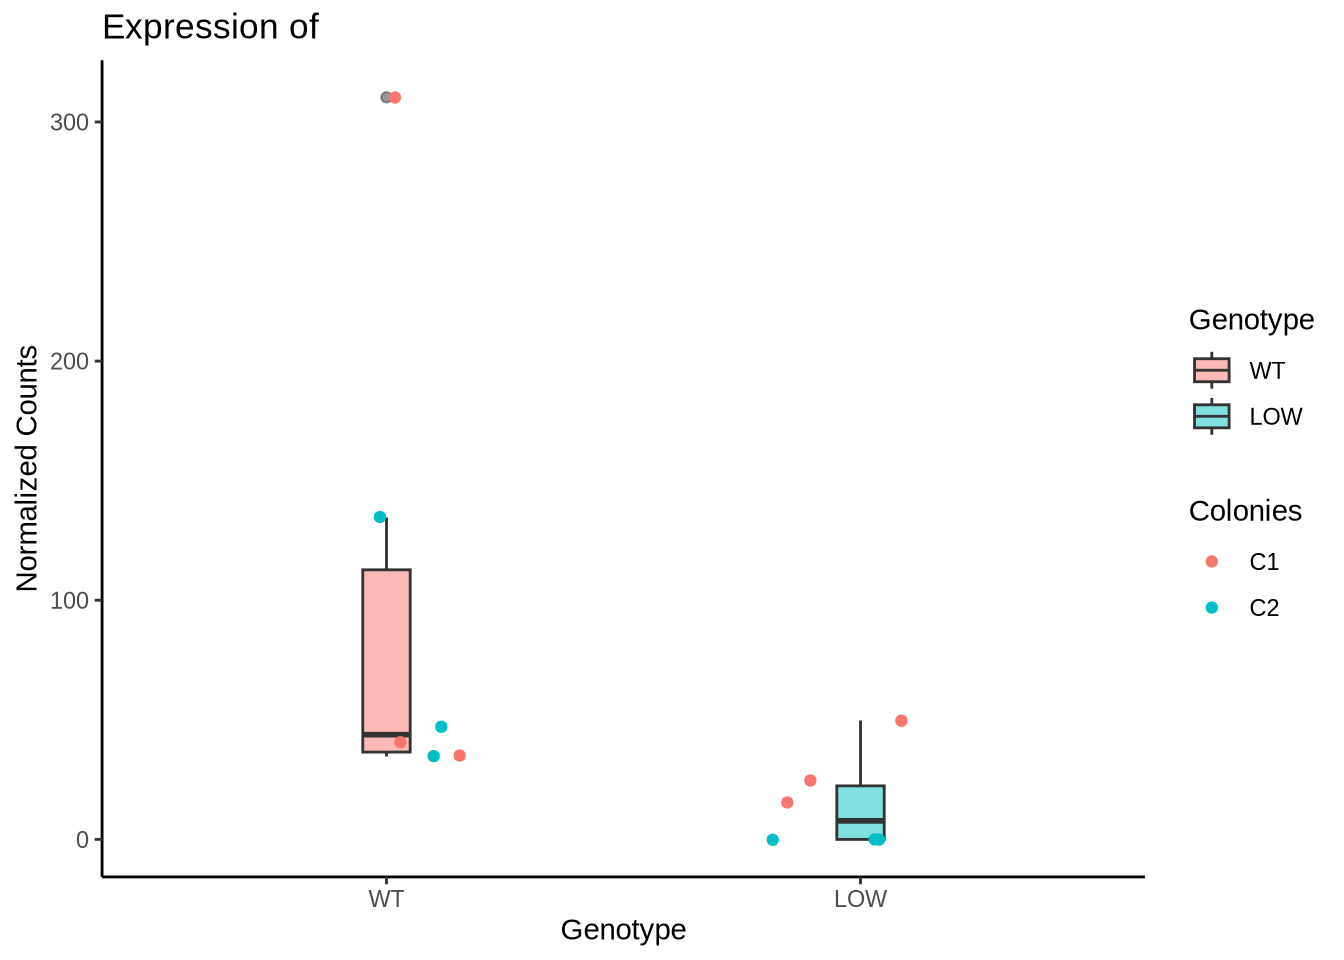 Expression of
Normalized Counts
300
200
100
0
WT
LOW
Genotype
Genotype
WT
LOW
Colonies
C1
C2